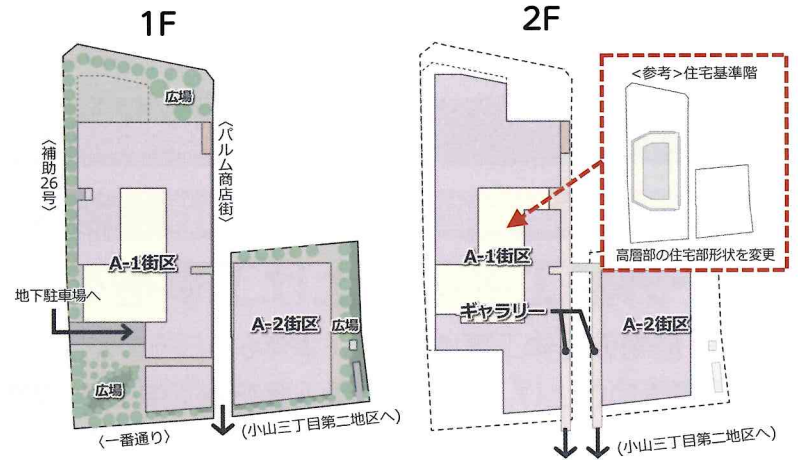 1F
広場
〈補助26号〉
〈パルム商店街〉
A-1街区
地下駐車場へ
A-2街区
広場
広場
〈一番通り〉
(小山三丁目第二地区へ)
2F
<参考>住宅基準階
高層部の住宅部形状を変更
A-1街区
ギャラリー
A-2街区
(小山三丁目第二地区へ)